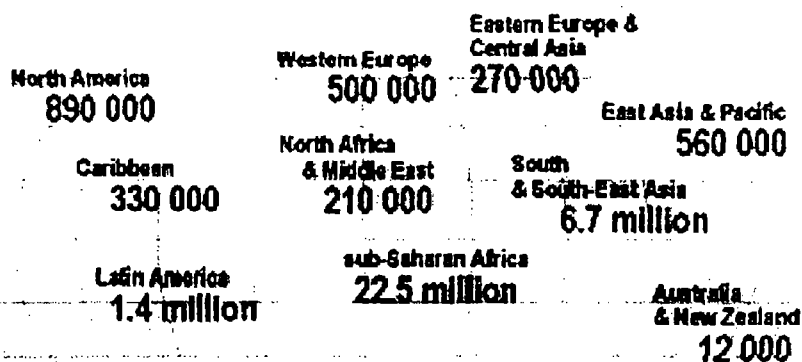 Eastern Europe &
Central Asia
270 000
Western Europe
500 000
North America
890 000
East Asia & Pacific
560 000
North Africa
& Middle East
210 000
Caribbean
330 000
South
& South-East Asia
6.7 million
sub-Saharan Africa
22.5 million
Latin America
1.4 million
Australia
& New Zealand
12 000